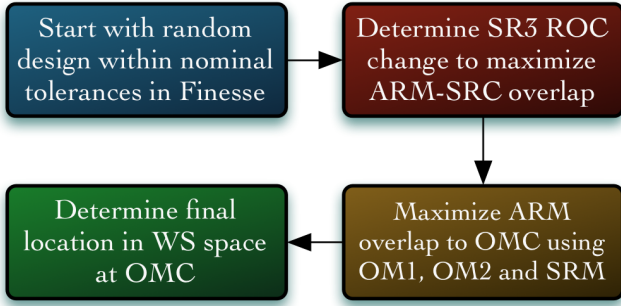 Start with random
design within nominal
tolerances in Finesse
Determine SR3 ROC
change to maximize
ARM-SRC overlap
Maximize ARM
overlap to OMC using
OM1, OM2 and SRM
Determine final
location in WS space
at OMC